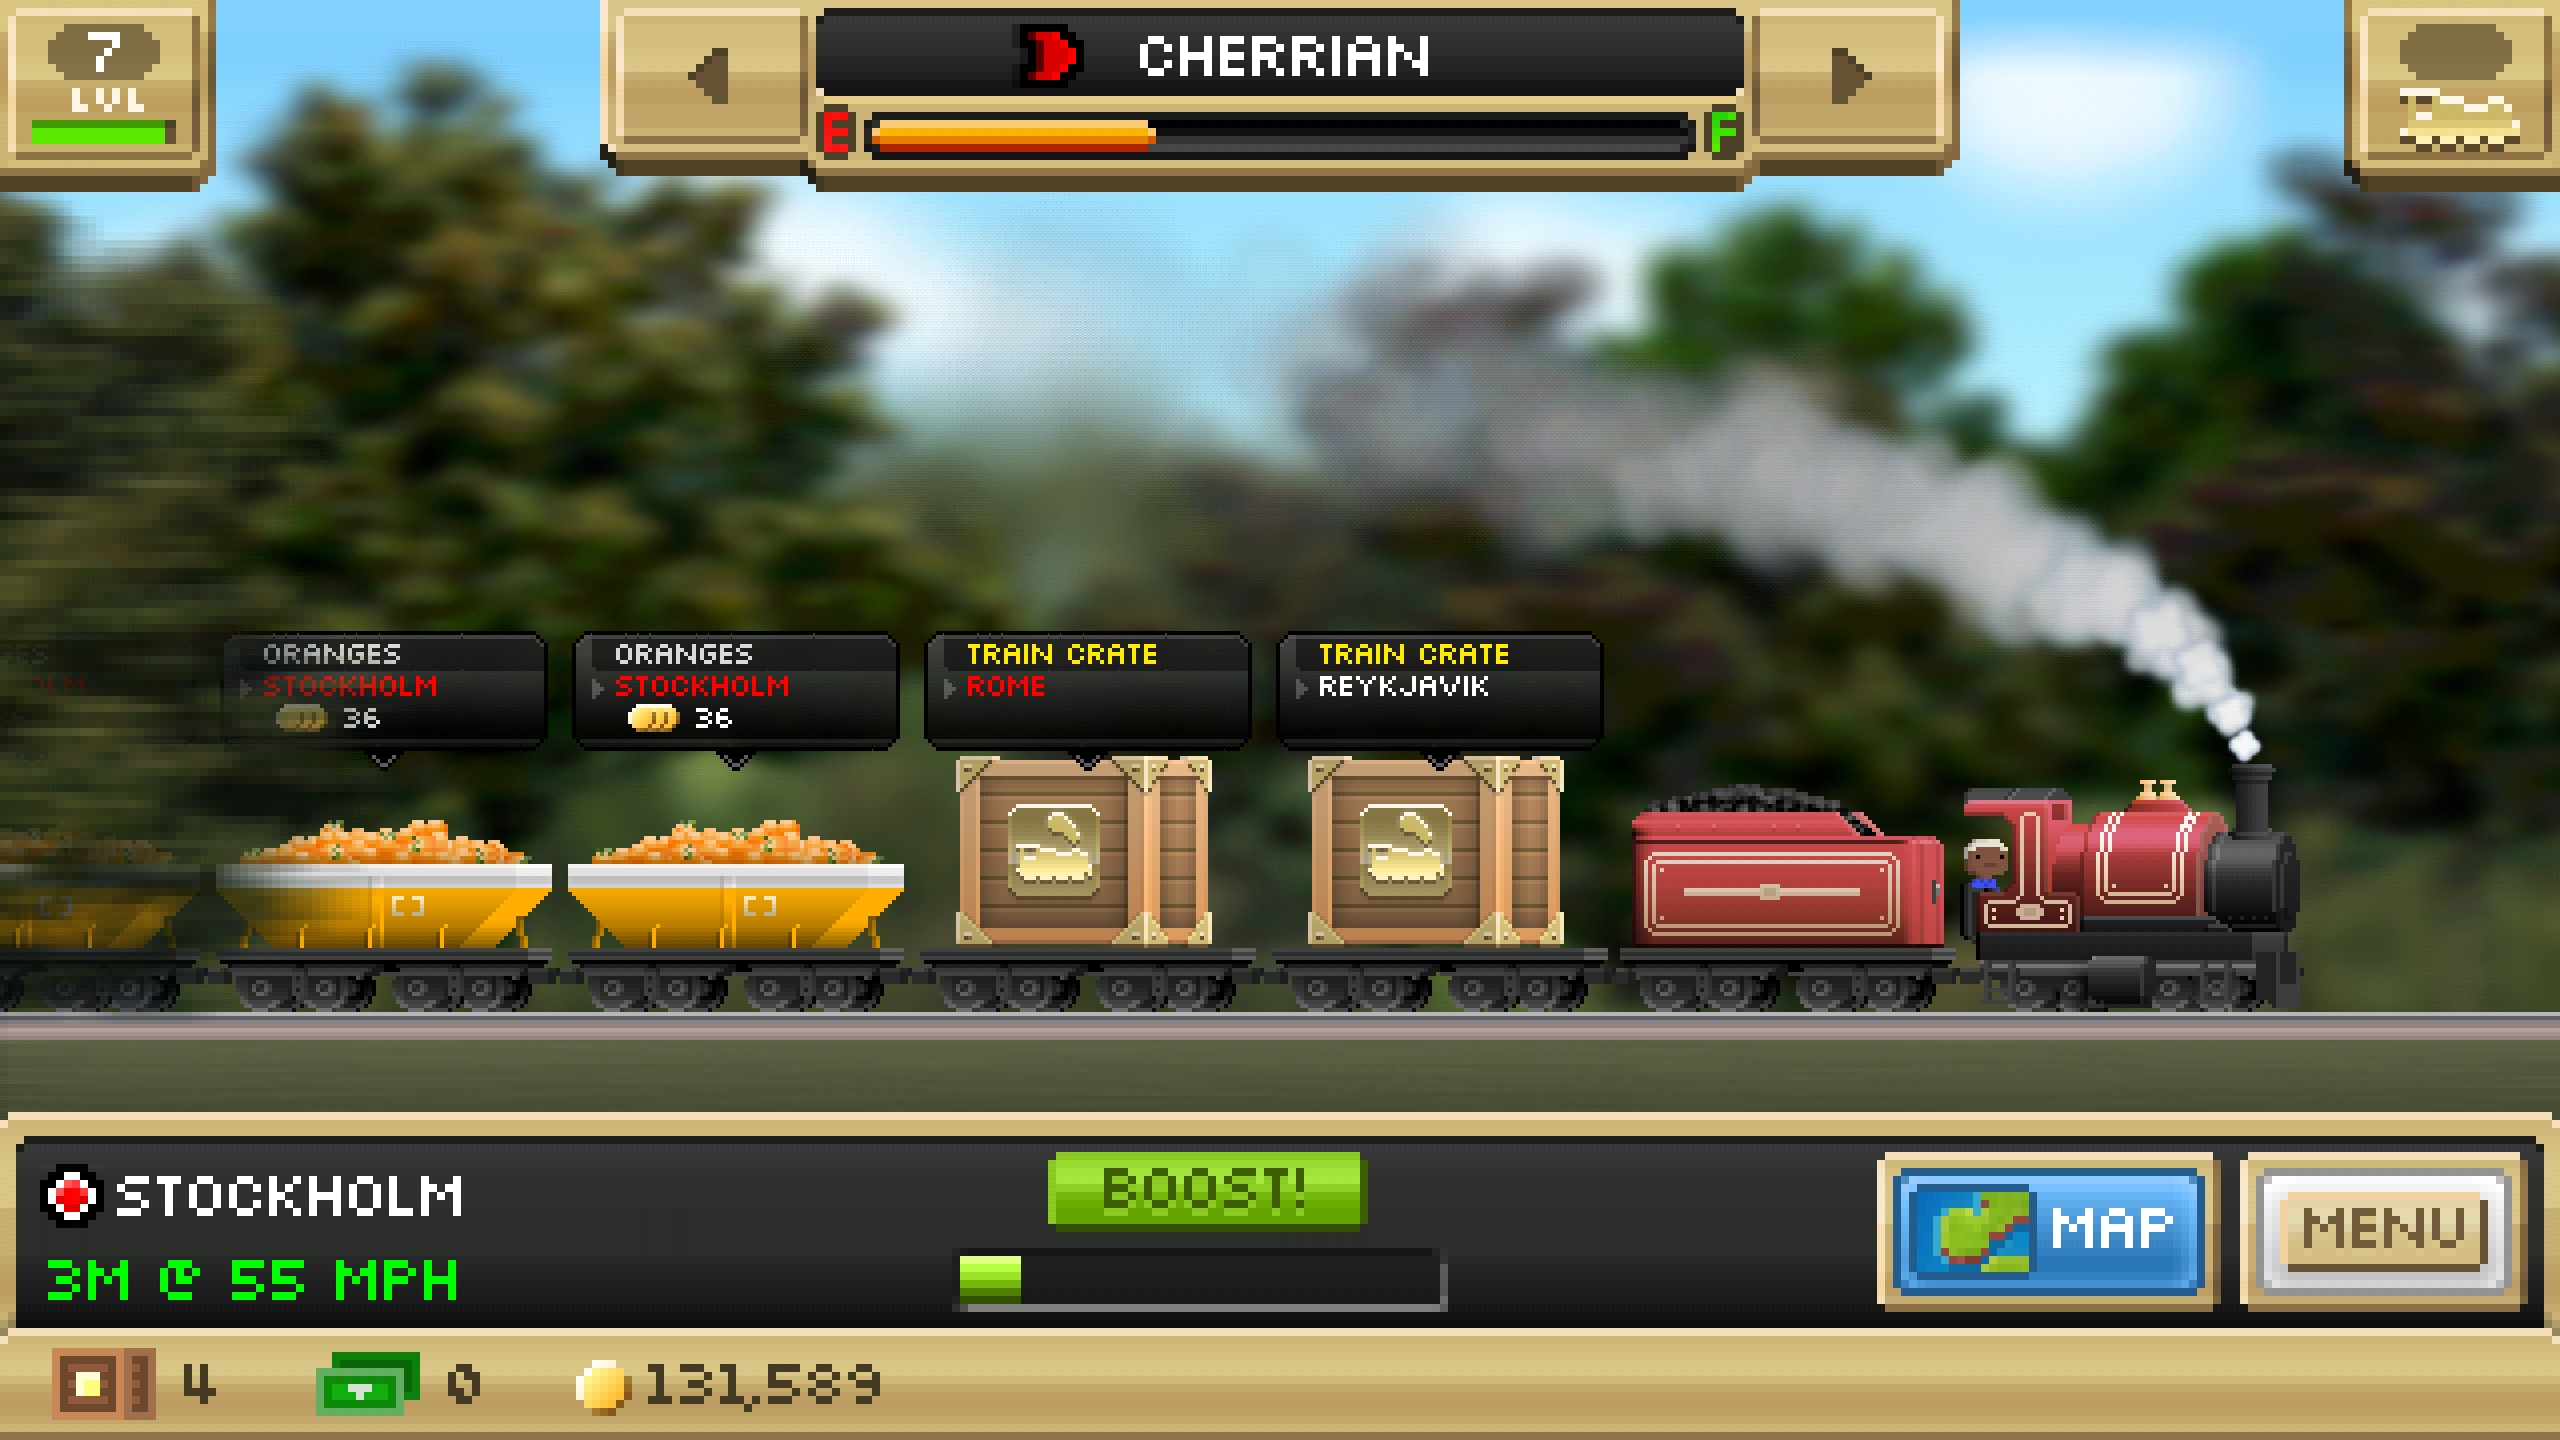 7
LVL
CHERRIAN
E
F
ORANGES
STOCKHOLM
36
ORANGES
STOCKHOLM
36
TRAIN CRATE
ROME
TRAIN CRATE
REYKJAVIK
STOCKHOLM
3M @ 55 MPH
BOOST!
MAP
MENU
4
0
131,589